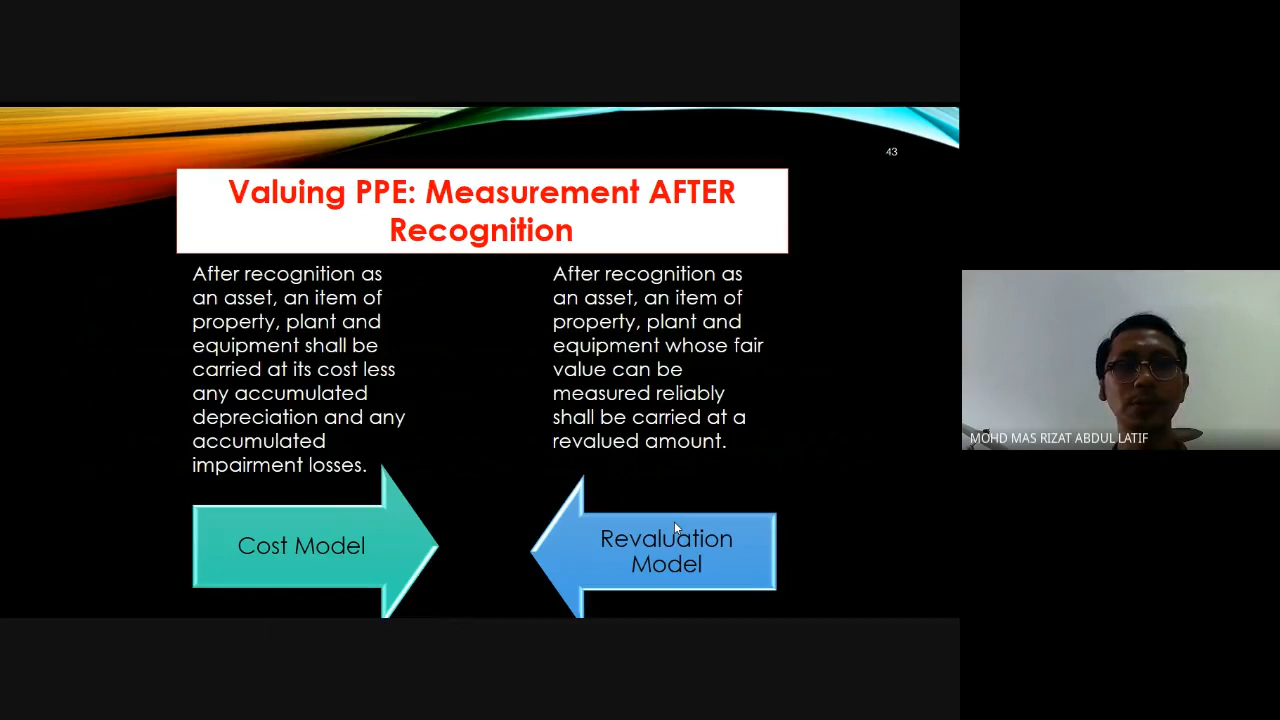 43
Valuing PPE: Measurement AFTER
Recognition
After recognition as
an asset, an item of
property, plant and
equipment shall be
carried at its cost less
any accumulated
depreciation and any
accumulated
impairment losses.
After recognition as
an asset, an item of
property, plant and
equipment whose fair
value can be
measured reliably
shall be carried at a
revalued amount.
Cost Model
Revaluation
Model
MOHD MAS RIZAT ABDUL LATIF